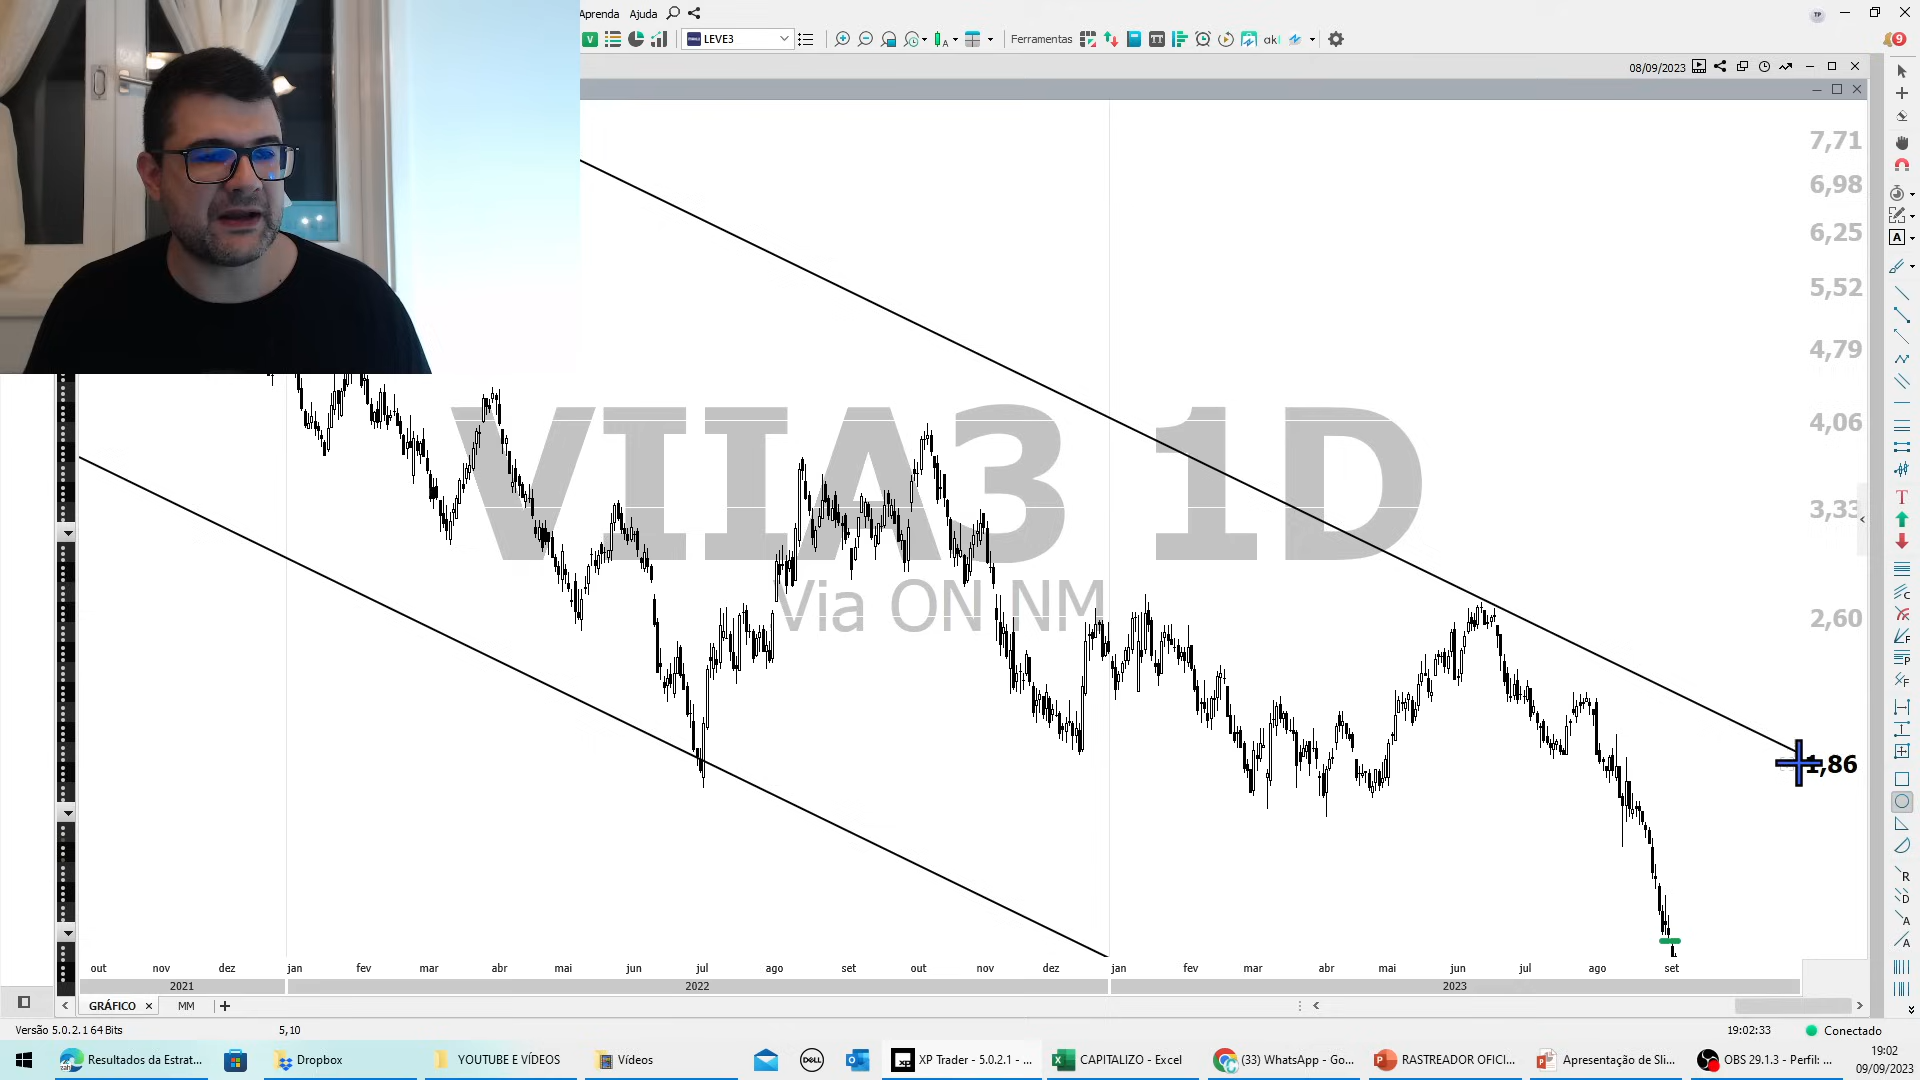 Aprenda Ajuda
TP
V LEVE3 Ferramentas TT akl 9
08/09/2023
7,71
6,98
6,25
5,52
4,79
4,06
3,33
2,60
1,86
VIIA3 1D
Via ON NM
A
T
C
F
P
F
R
D
A
A
out nov dez jan fev mar abr mai jun jul ago set out nov dez jan fev mar abr mai jun jul ago set
2021 2022 2023
GRÁFICO MM
Versão 5.0.2.1 64 Bits 5,10 19:02:33 Conectado
Resultados da Estrat... Dropbox YOUTUBE E VÍDEOS Vídeos DELL XP Trader - 5.0.2.1 - ... CAPITALIZO - Excel (33) WhatsApp - Go... RASTREADOR OFICI... Apresentação de Sli... OBS 29.1.3 - Perfil: ... 19:02
09/09/2023